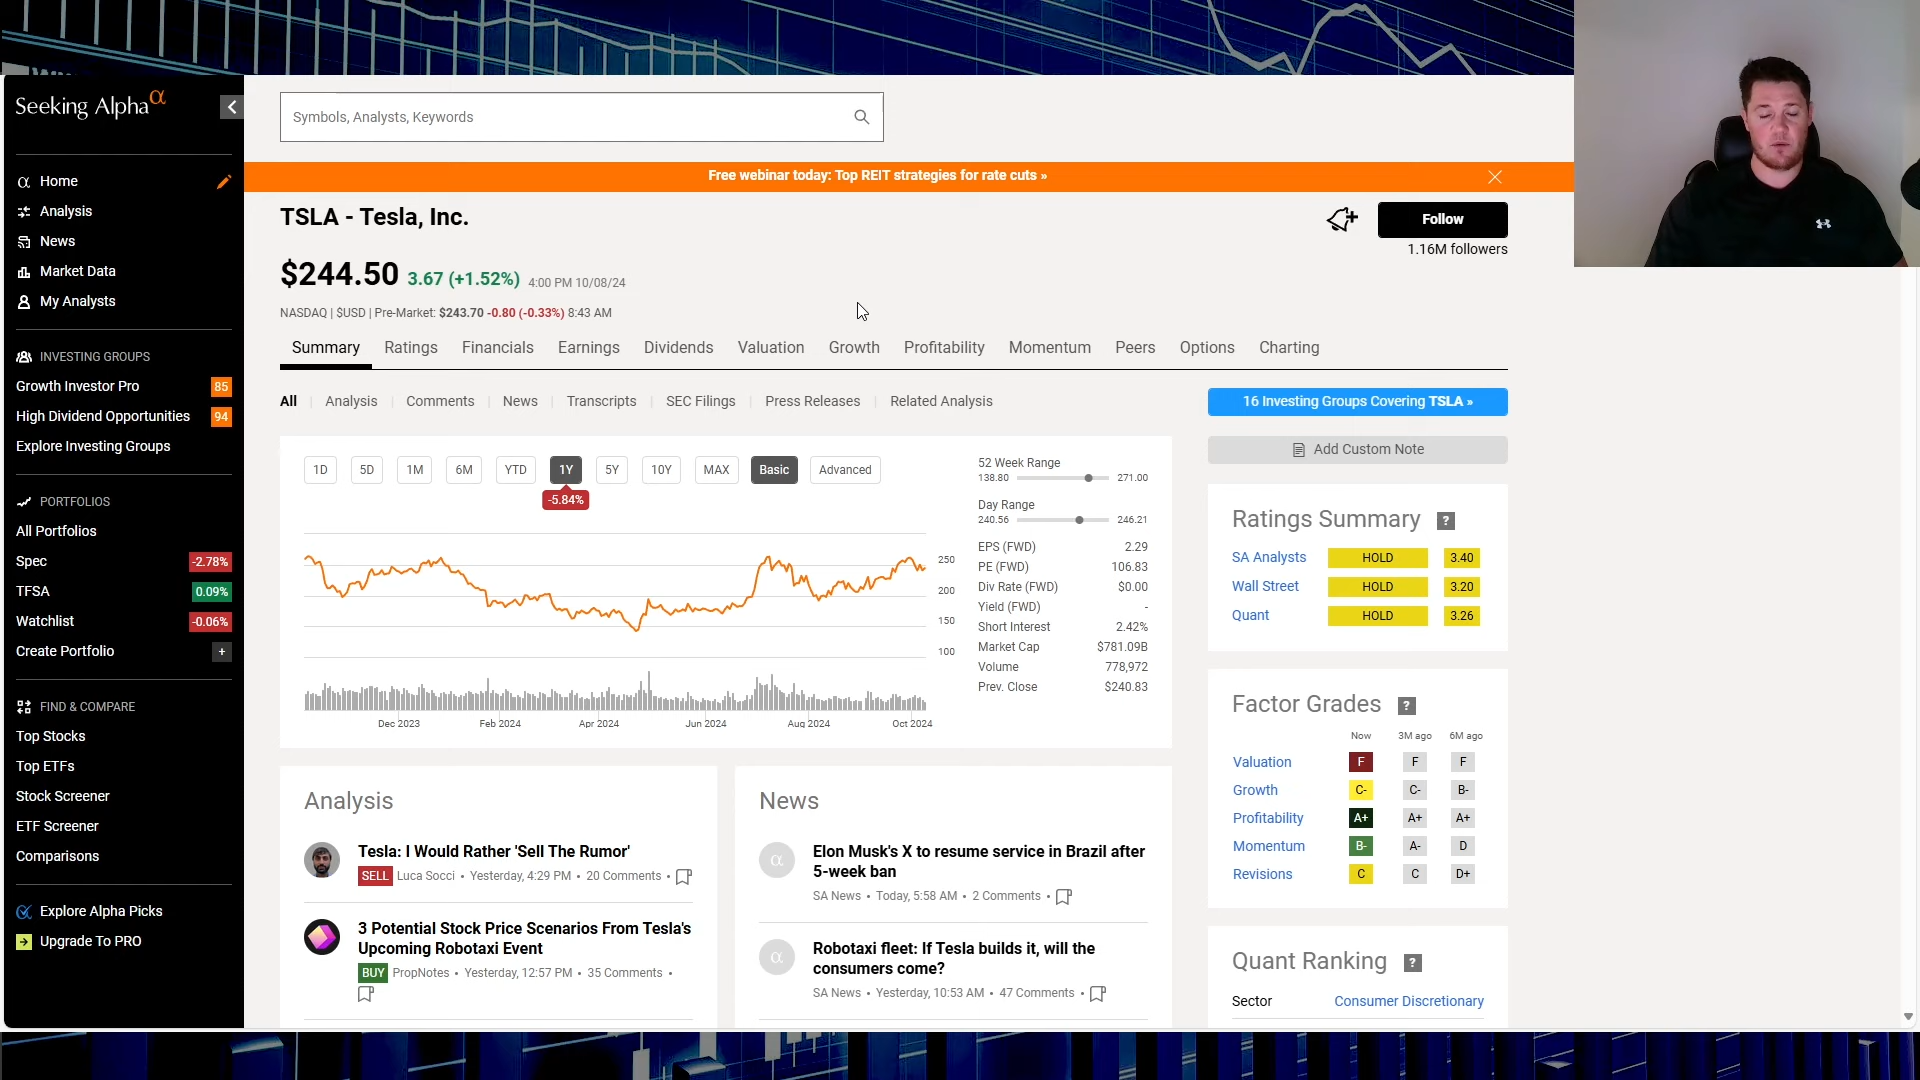 Seeking Alpha α
Symbols, Analysts, Keywords
Free webinar today: Top REIT strategies for rate cuts »
Home
Analysis
News
Market Data
My Analysts
INVESTING GROUPS
Growth Investor Pro 85
High Dividend Opportunities 94
Explore Investing Groups
PORTFOLIOS
All Portfolios
Spec -2.78%
TFSA 0.09%
Watchlist -0.06%
Create Portfolio +
FIND & COMPARE
Top Stocks
Top ETFs
Stock Screener
ETF Screener
Comparisons
Explore Alpha Picks
Upgrade To PRO
TSLA - Tesla, Inc.
Follow
1.16M followers
$244.50 3.67 (+1.52%) 4:00 PM 10/08/24
NASDAQ | $USD | Pre-Market: $243.70 -0.80 (-0.33%) 8:43 AM
Summary Ratings Financials Earnings Dividends Valuation Growth Profitability Momentum Peers Options Charting
All Analysis Comments News Transcripts SEC Filings Press Releases Related Analysis
1D 5D 1M 6M YTD 1Y 5Y 10Y MAX Basic Advanced
-5.84%
250
200
150
100
Dec 2023 Feb 2024 Apr 2024 Jun 2024 Aug 2024 Oct 2024
52 Week Range
138.80 271.00
Day Range
240.56 246.21
EPS (FWD) 2.29
PE (FWD) 106.83
Div Rate (FWD) $0.00
Yield (FWD) -
Short Interest 2.42%
Market Cap $781.09B
Volume 778,972
Prev. Close $240.83
Analysis
Tesla: I Would Rather 'Sell The Rumor'
SELL Luca Socci • Yesterday, 4:29 PM • 20 Comments •
3 Potential Stock Price Scenarios From Tesla's
Upcoming Robotaxi Event
BUY PropNotes • Yesterday, 12:57 PM • 35 Comments •
News
Elon Musk's X to resume service in Brazil after
5-week ban
SA News • Today, 5:58 AM • 2 Comments •
Robotaxi fleet: If Tesla builds it, will the
consumers come?
SA News • Yesterday, 10:53 AM • 47 Comments •
16 Investing Groups Covering TSLA »
Add Custom Note
Ratings Summary ?
SA Analysts HOLD 3.40
Wall Street HOLD 3.20
Quant HOLD 3.26
Factor Grades ?
Now 3M ago 6M ago
Valuation F F F
Growth C- C- B-
Profitability A+ A+ A+
Momentum B- A- D
Revisions C C D+
Quant Ranking ?
Sector Consumer Discretionary